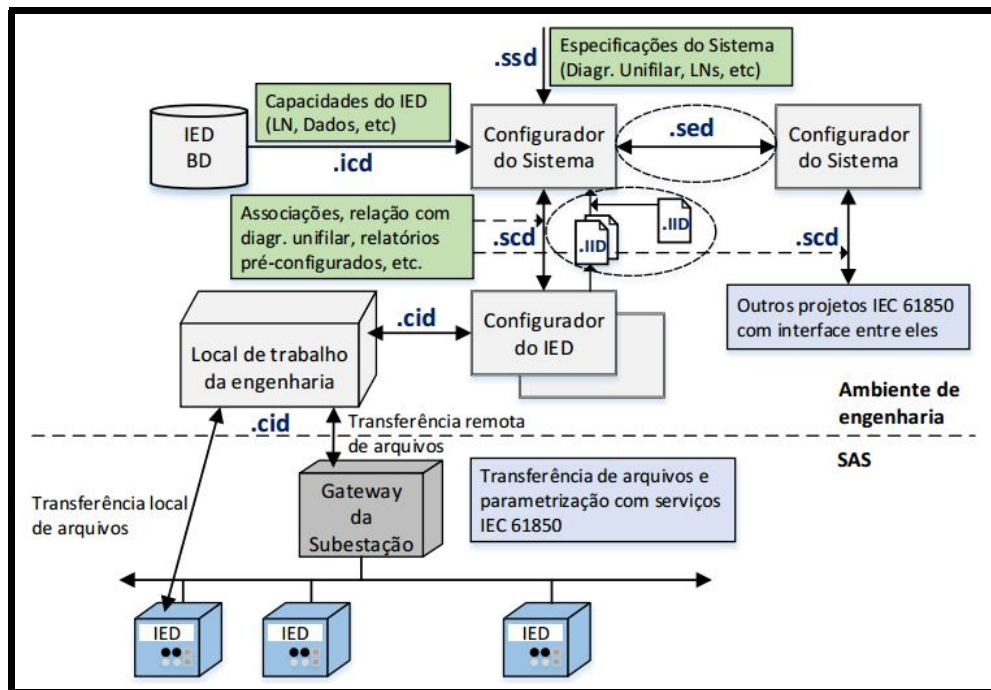 .ssd
Especificações do Sistema
(Diagr. Unifilar, LNs, etc)
Capacidades do IED
(LN, Dados, etc)
IED
BD
.icd
Configurador
do Sistema
.sed
Configurador
do Sistema
Associações, relação com
diagr. unifilar, relatórios
pré-configurados, etc.
.scd
.IID
.IID
.scd
Outros projetos IEC 61850
com interface entre eles
.cid
Configurador
do IED
Local de trabalho
da engenharia
Ambiente de
engenharia
.cid
Transferência remota
de arquivos
SAS
Transferência local
de arquivos
Gateway
da
Subestação
Transferência de arquivos e
parametrização com serviços
IEC 61850
IED
IED
IED